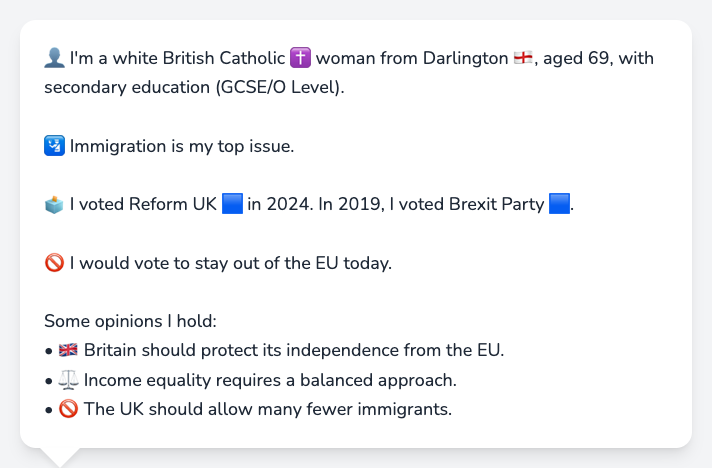 👤 I'm a white British Catholic ✝️ woman from Darlington 🏴󠁧󠁢󠁥󠁮󠁧󠁿, aged 69, with
secondary education (GCSE/O Level).
🛂 Immigration is my top issue.
🗳️ I voted Reform UK 🟦 in 2024. In 2019, I voted Brexit Party 🟦.
🚫 I would vote to stay out of the EU today.
Some opinions I hold:
• 🇬🇧 Britain should protect its independence from the EU.
• ⚖️ Income equality requires a balanced approach.
• 🚫 The UK should allow many fewer immigrants.